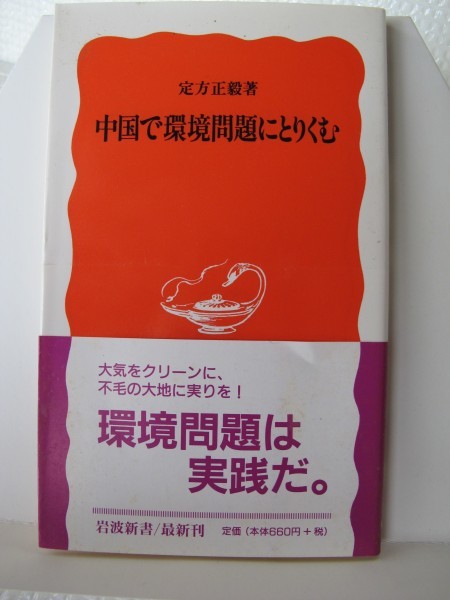 定方正毅著
中国で環境問題にとりくむ
大気をクリーンに、
不毛の大地に実りを!
環境問題は
実践だ。
岩波新書/最新刊 定価(本体660円+税)